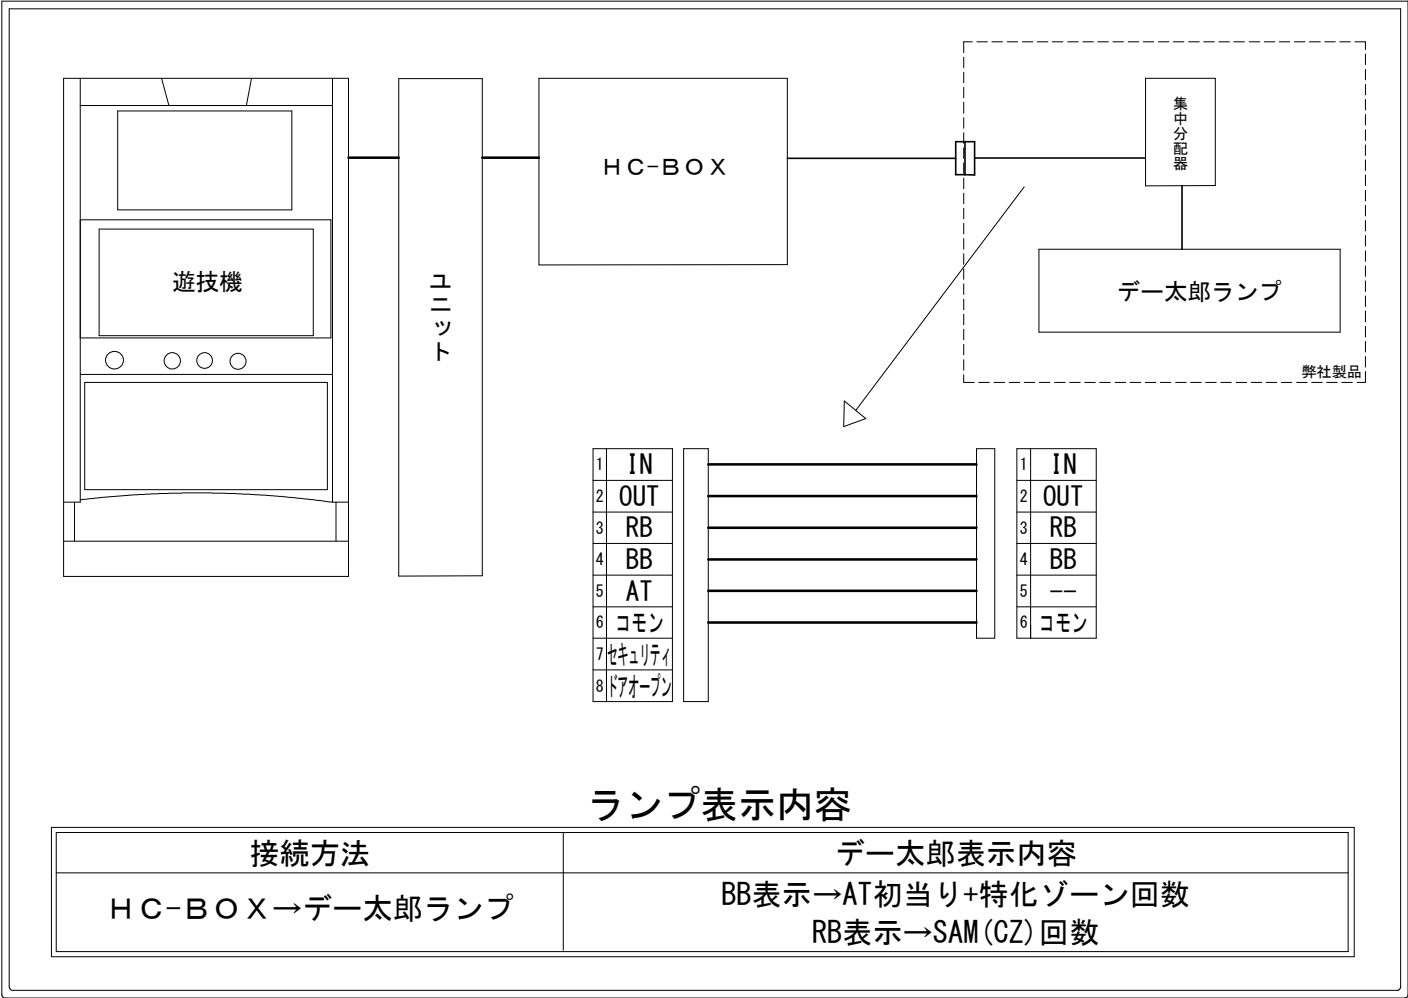 遊技機
ユニット
ＨＣ−ＢＯＸ
集中分配器
デー太郎ランプ
弊社製品
1 IN
2 OUT
3 RB
4 BB
5 AT
6 コモン
7 セキュリティ
8 ドアオープン
1 IN
2 OUT
3 RB
4 BB
5 −−
6 コモン
ランプ表示内容
接続方法 デー太郎表示内容
ＨＣ−ＢＯＸ→デー太郎ランプ
BB表示→AT初当り+特化ゾーン回数
RB表示→SAM(CZ)回数